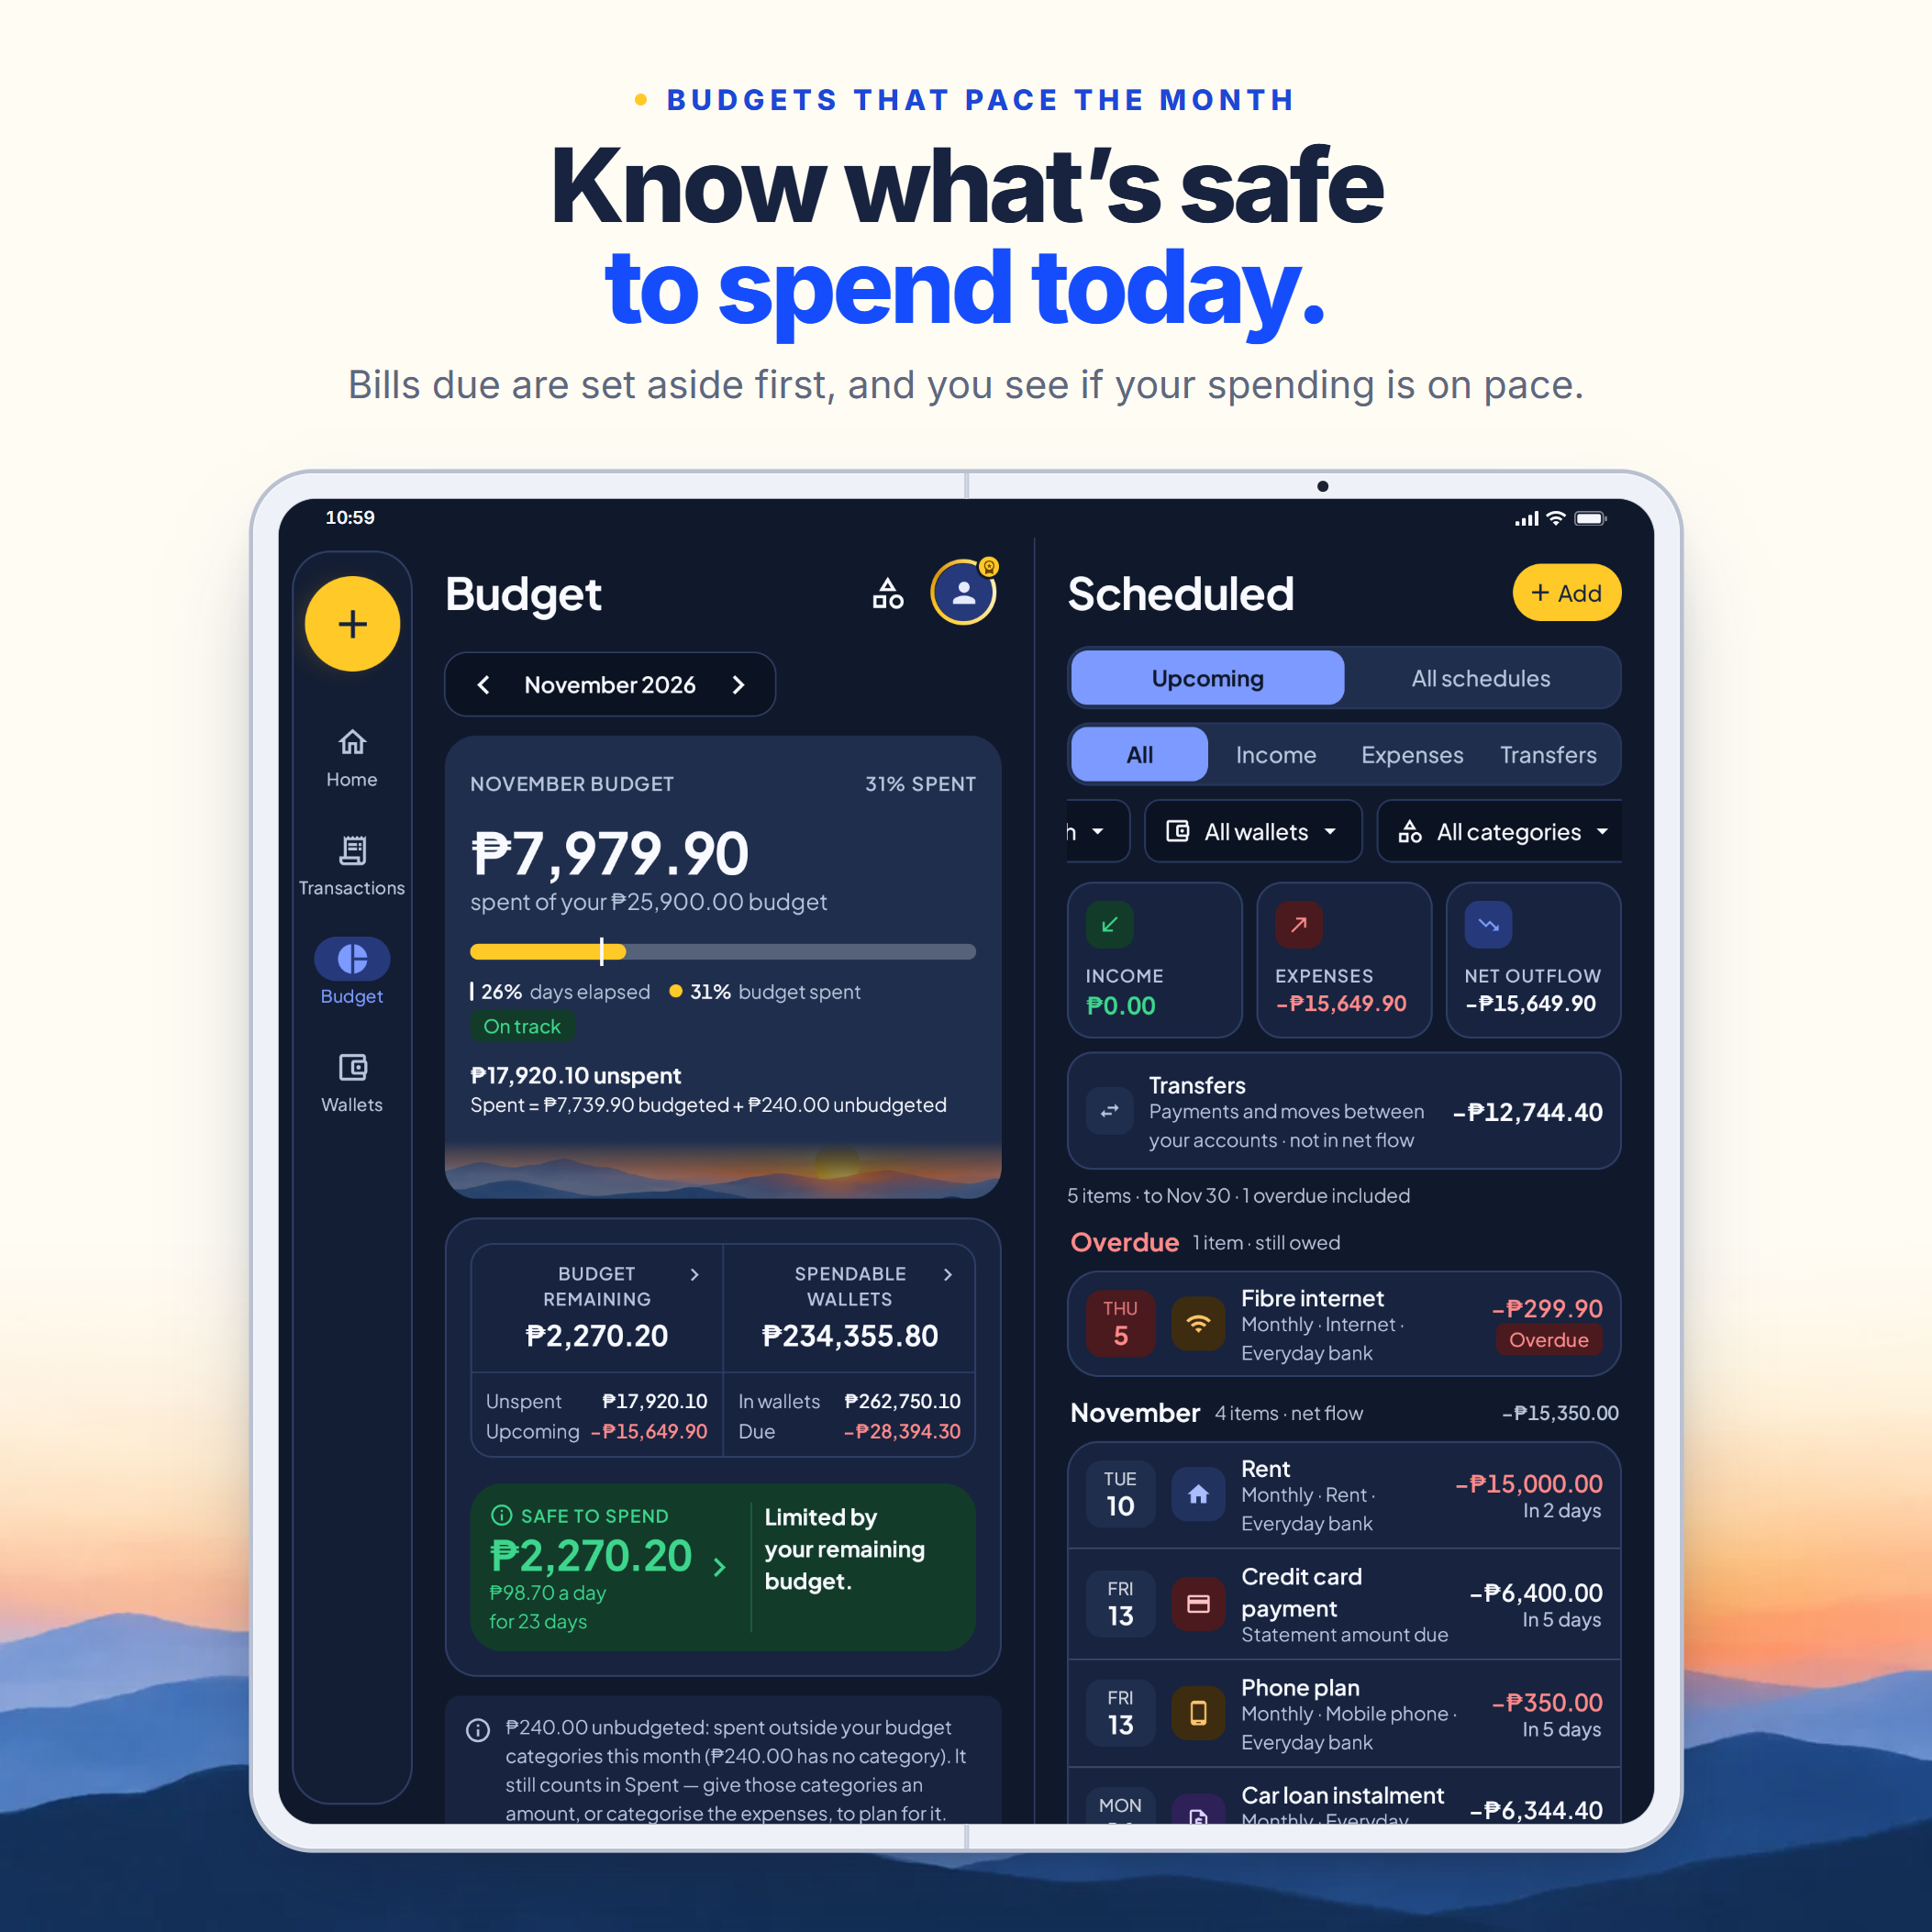 BUDGETS THAT PACE THE MONTH
Know what's safe
to spend today.
Bills due are set aside first, and you see if your spending is on pace.
10:59
Home
Transactions
Budget
Wallets
Budget
November 2026
NOVEMBER BUDGET 31% SPENT
₱7,979.90
spent of your ₱25,900.00 budget
26% days elapsed 31% budget spent
On track
₱17,920.10 unspent
Spent = ₱7,739.90 budgeted + ₱240.00 unbudgeted
BUDGET REMAINING
₱2,270.20
Unspent ₱17,920.10
Upcoming -₱15,649.90
SPENDABLE WALLETS
₱234,355.80
In wallets ₱262,750.10
Due -₱28,394.30
SAFE TO SPEND
₱2,270.20
₱98.70 a day
for 23 days
Limited by
your remaining
budget.
₱240.00 unbudgeted: spent outside your budget
categories this month (₱240.00 has no category). It
still counts in Spent — give those categories an
amount, or categorise the expenses, to plan for it.
Scheduled
+ Add
Upcoming All schedules
All Income Expenses Transfers
h All wallets All categories
INCOME
₱0.00
EXPENSES
-₱15,649.90
NET OUTFLOW
-₱15,649.90
Transfers
Payments and moves between
your accounts · not in net flow
-₱12,744.40
5 items · to Nov 30 · 1 overdue included
Overdue 1 item · still owed
THU
5
Fibre internet
Monthly · Internet ·
Everyday bank
-₱299.90
Overdue
November 4 items · net flow -₱15,350.00
TUE
10
Rent
Monthly · Rent ·
Everyday bank
-₱15,000.00
In 2 days
FRI
13
Credit card
payment
Statement amount due
-₱6,400.00
In 5 days
FRI
13
Phone plan
Monthly · Mobile phone ·
Everyday bank
-₱350.00
In 5 days
MON
Car loan instalment
Monthly · Everyday
-₱6,344.40